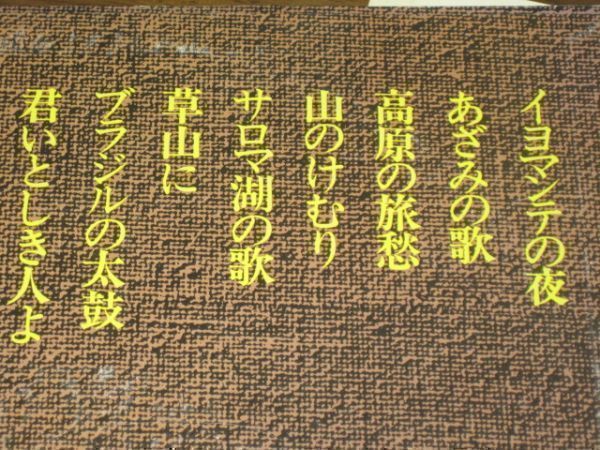 イヨマンテの夜
あざみの歌
高原の旅愁
山のけむり
サロマ湖の歌
草山に
ブラジルの太鼓
君いとしき人よ